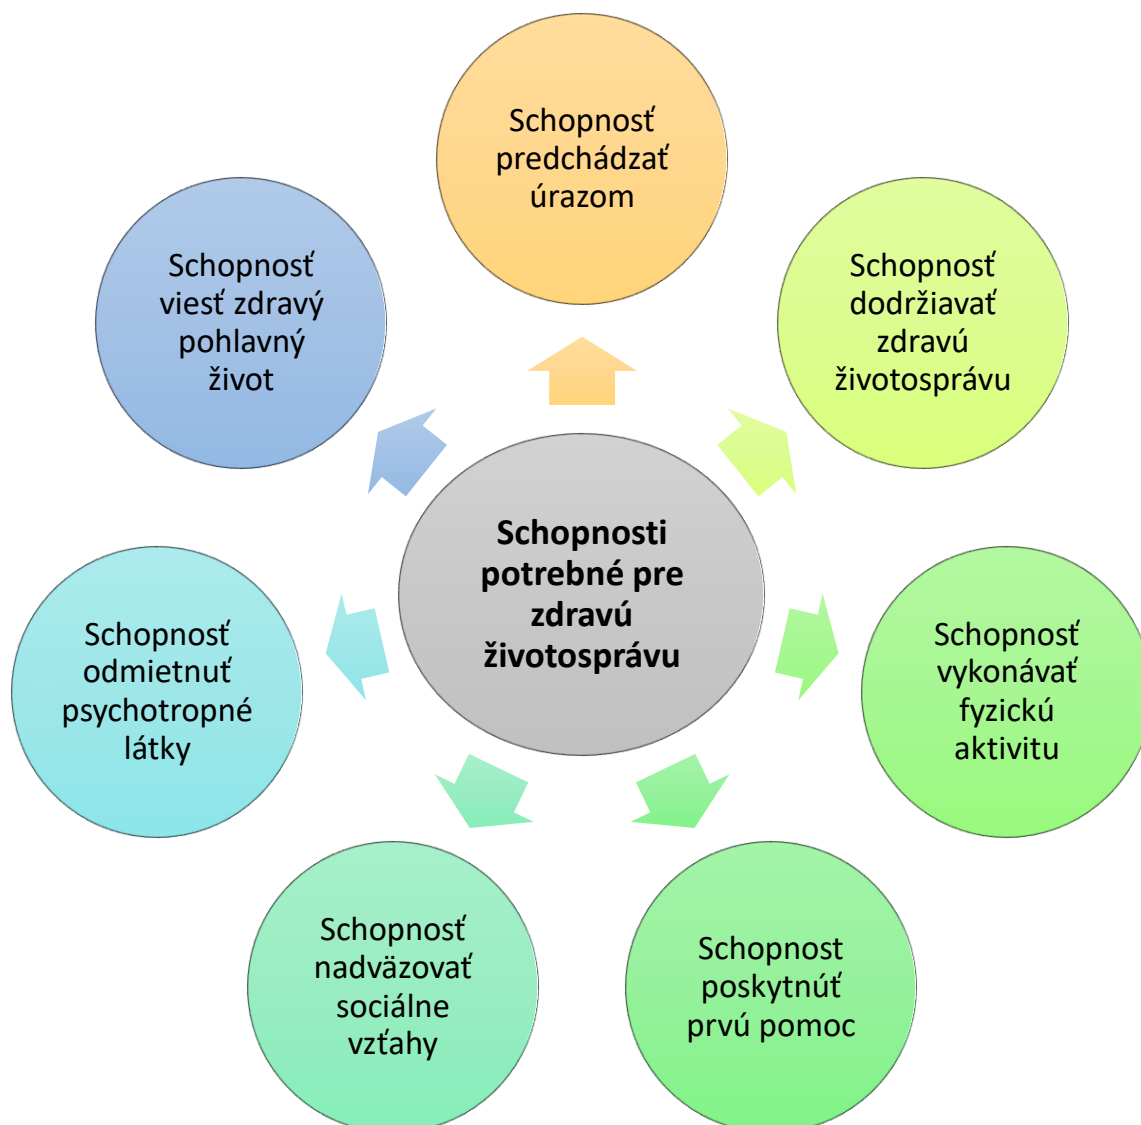 Schopnosť
predchádzať
úrazom
Schopnosť
dodržiavať
zdravú
životosprávu
Schopnosť
vykonávať
fyzickú
aktivitu
Schopnost
poskytnúť
prvú pomoc
Schopnosť
nadväzovať
sociálne
vzťahy
Schopnosť
odmietnuť
psychotropné
látky
Schopnosť
viesť zdravý
pohlavný
život
Schopnosti
potrebné pre
zdravú
životosprávu